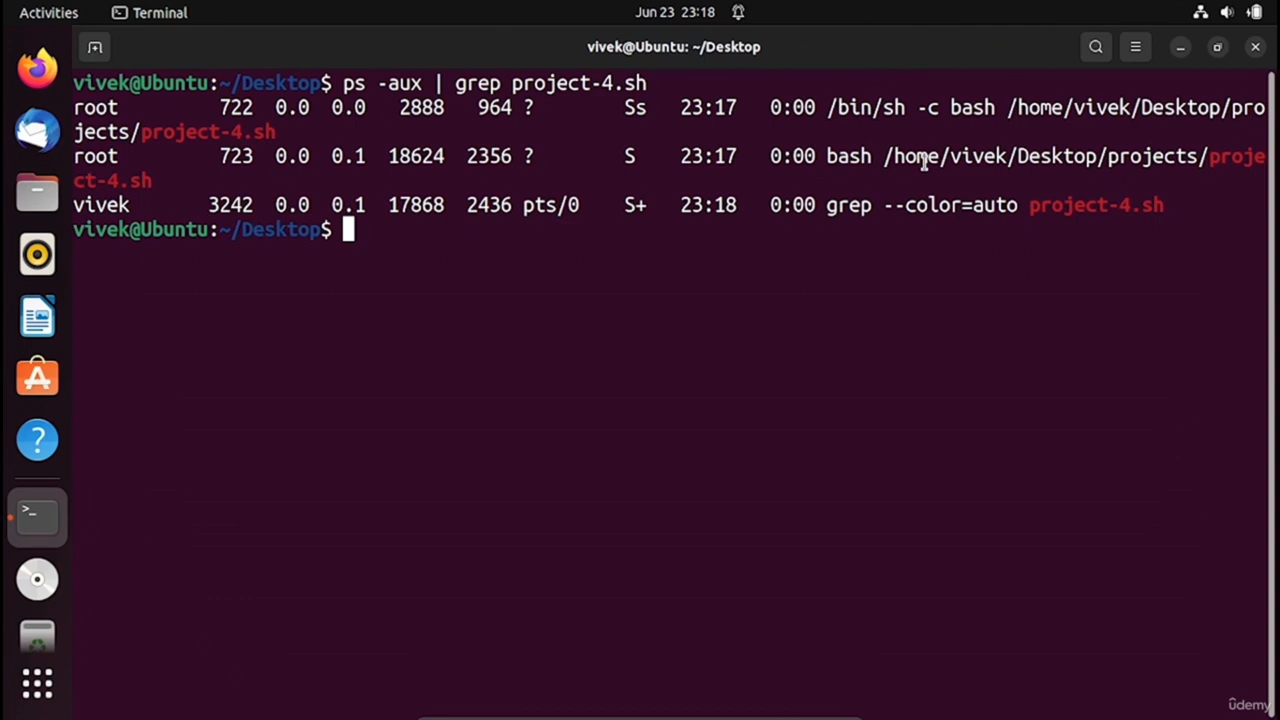 Activities Terminal Jun 23 23:18
vivek@Ubuntu: ~/Desktop
vivek@Ubuntu:~/Desktop$ ps -aux | grep project-4.sh
root 722 0.0 0.0 2888 964 ? Ss 23:17 0:00 /bin/sh -c bash /home/vivek/Desktop/pro
jects/project-4.sh
root 723 0.0 0.1 18624 2356 ? S 23:17 0:00 bash /home/vivek/Desktop/projects/proje
ct-4.sh
vivek 3242 0.0 0.1 17868 2436 pts/0 S+ 23:18 0:00 grep --color=auto project-4.sh
vivek@Ubuntu:~/Desktop$
ûdemy